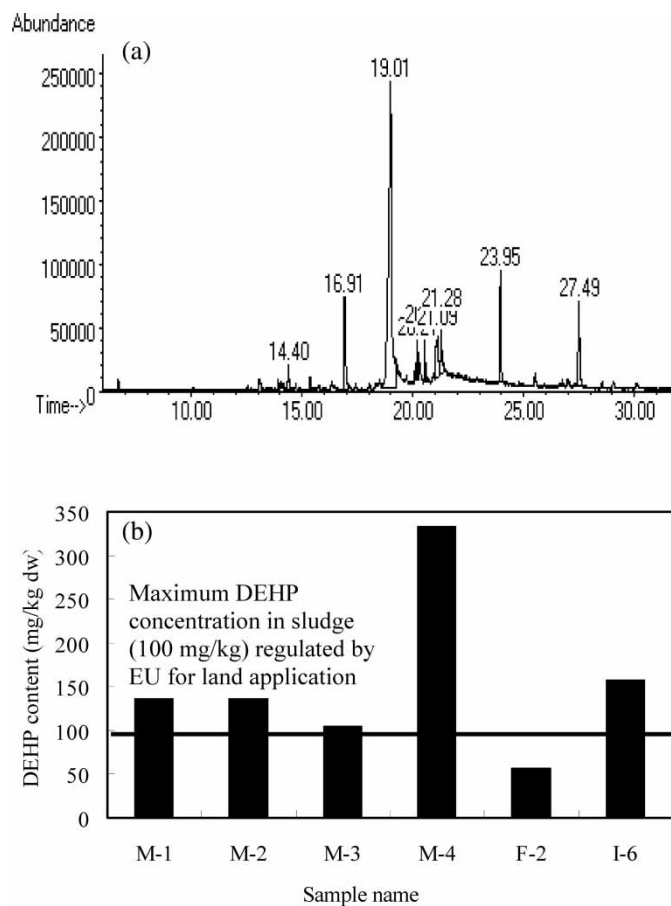 Abundance
(a)
19.01
250000
200000
150000
100000
50000
0
16.91
14.40
21.28
21.09
23.95
27.49
Time-->
10.00 15.00 20.00 25.00 30.00
(b)
DEHP content (mg/kg dw)
350
300
250
200
150
100
50
0
Maximum DEHP
concentration in sludge
(100 mg/kg) regulated by
EU for land application
M-1 M-2 M-3 M-4 F-2 I-6
Sample name